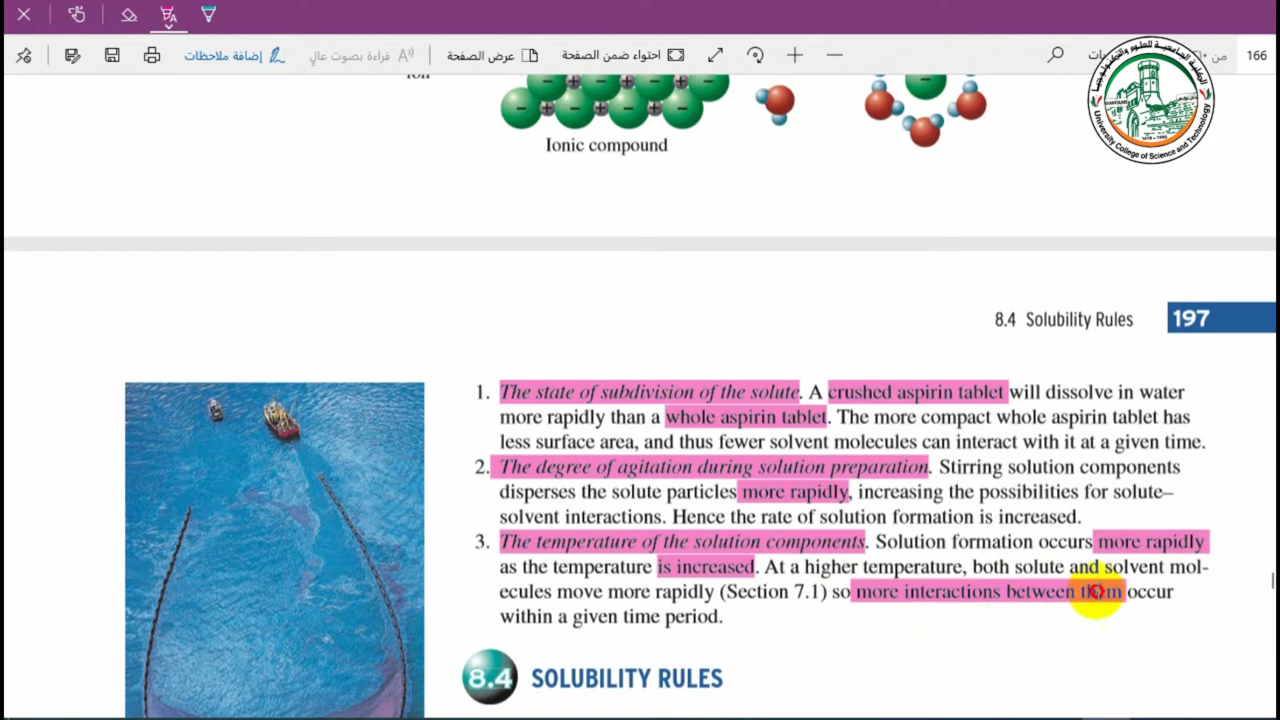 إضافة ملاحظات
قراءة بصوت عالٍ
عرض الصفحة
احتواء ضمن الصفحة
من
166
University College of Science and Technology
Ionic compound
8.4 Solubility Rules 197
1. The state of subdivision of the solute. A crushed aspirin tablet will dissolve in water
more rapidly than a whole aspirin tablet. The more compact whole aspirin tablet has
less surface area, and thus fewer solvent molecules can interact with it at a given time.
2. The degree of agitation during solution preparation. Stirring solution components
disperses the solute particles more rapidly, increasing the possibilities for solute–
solvent interactions. Hence the rate of solution formation is increased.
3. The temperature of the solution components. Solution formation occurs more rapidly
as the temperature is increased. At a higher temperature, both solute and solvent mol-
ecules move more rapidly (Section 7.1) so more interactions between them occur
within a given time period.
8.4 SOLUBILITY RULES